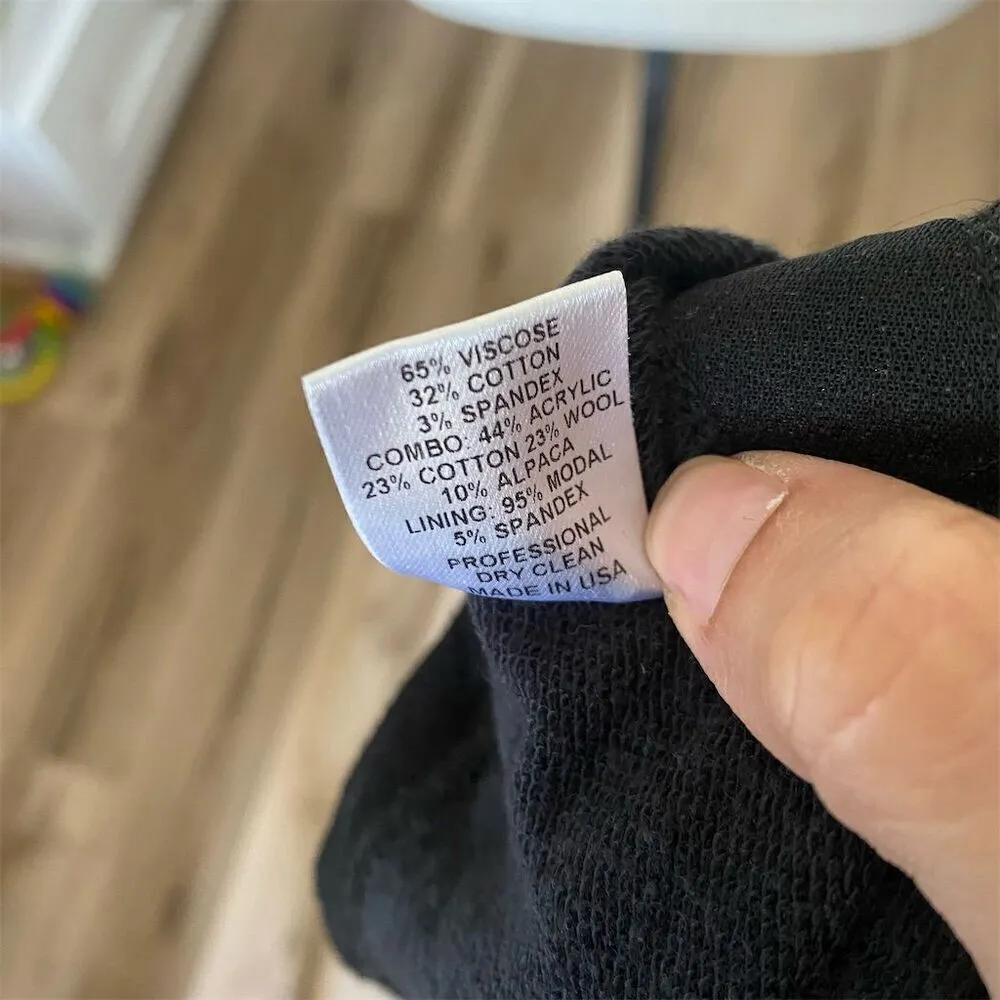 65% VISCOSE
32% COTTON
3% SPANDEX
COMBO: 44% ACRYLIC
23% COTTON 23% WOOL
10% ALPACA
LINING: 95% MODAL
5% SPANDEX
PROFESSIONAL
DRY CLEAN
MADE IN USA